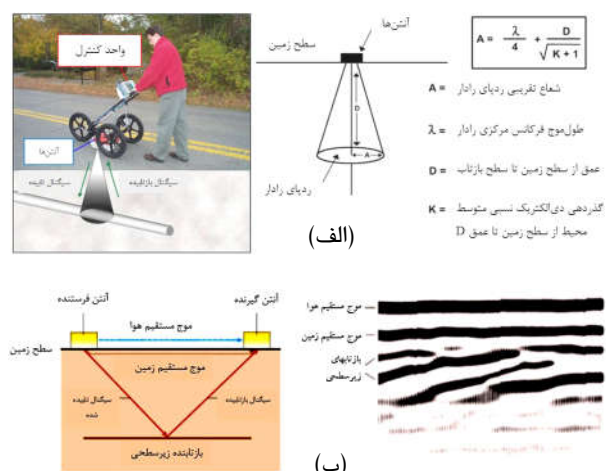 واحد کنترل
آنتن‌ها
سیگنال تابیده
سیگنال بازتابیده
آنتن‌ها
سطح زمین
D
A
ردپای رادار
A = λ/4 + D/√K+1
A = شعاع تقریبی ردپای رادار
λ = طول‌موج فرکانس مرکزی رادار
D = عمق از سطح زمین تا سطح بازتاب
K = گذردهی دی‌الکتریک نسبی متوسط
محیط از سطح زمین تا عمق D
(الف)
آنتن فرستنده
آنتن گیرنده
موج مستقیم هوا
سطح زمین
موج مستقیم زمین
سیگنال تابیده
شده
سیگنال بازتابیده
بازتابنده زیرسطحی
موج مستقیم هوا
موج مستقیم زمین
بازتابهای
زیرسطحی
(ب)